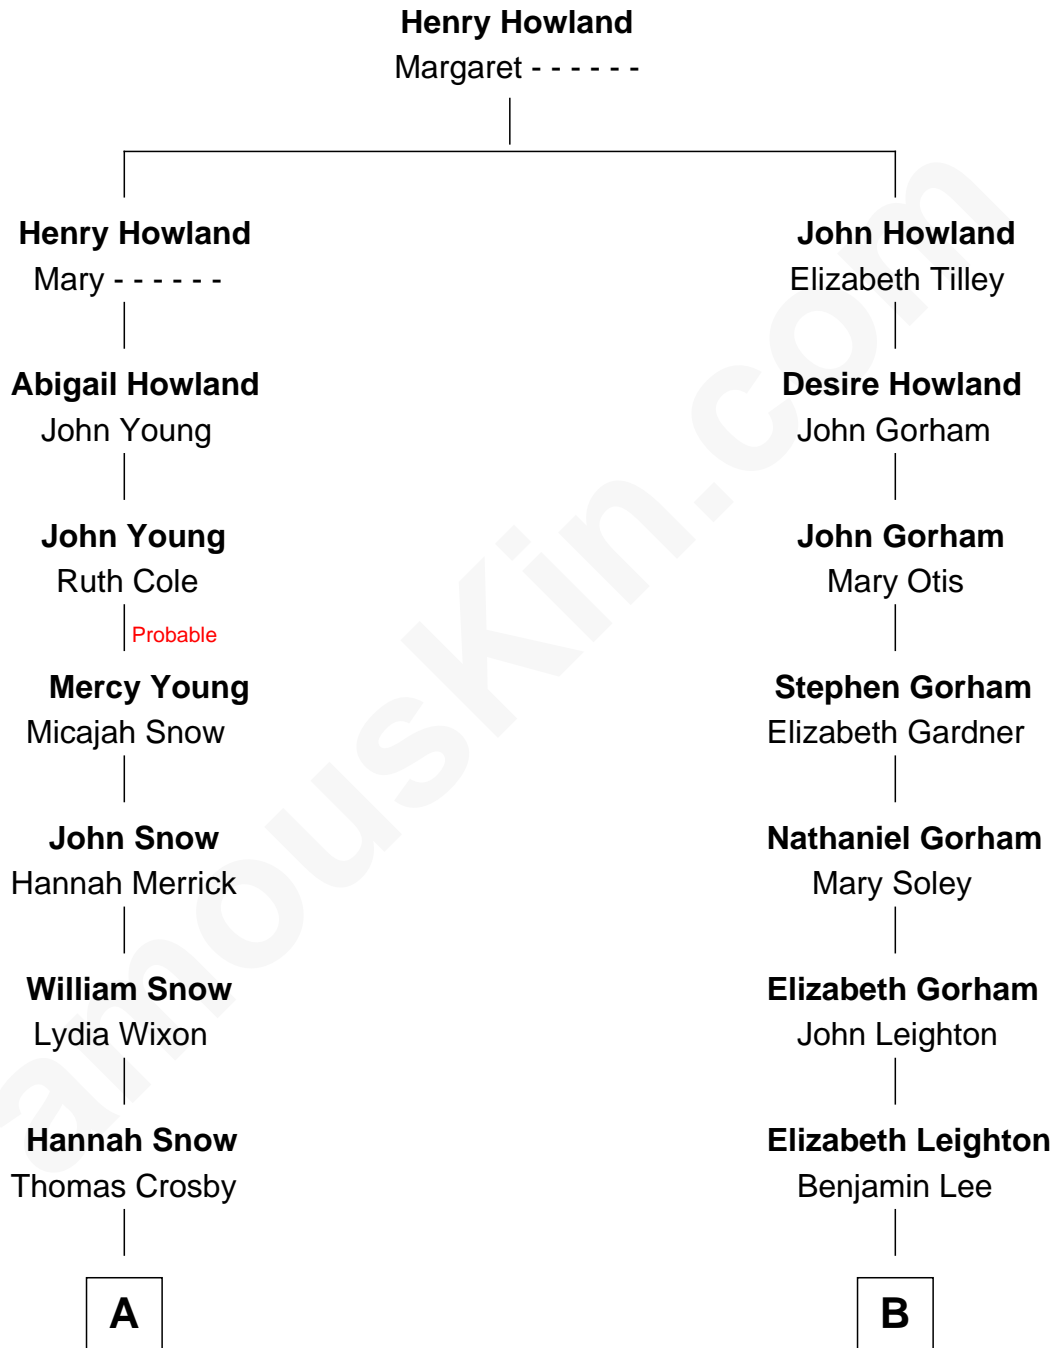 Henry Howland
Margaret - - - - - -
Henry Howland
Mary - - - - - -
John Howland
Elizabeth Tilley
Abigail Howland
John Young
Desire Howland
John Gorham
John Young
Ruth Cole
Probable
John Gorham
Mary Otis
Mercy Young
Micajah Snow
Stephen Gorham
Elizabeth Gardner
John Snow
Hannah Merrick
Nathaniel Gorham
Mary Soley
William Snow
Lydia Wixon
Elizabeth Gorham
John Leighton
Hannah Snow
Thomas Crosby
Elizabeth Leighton
Benjamin Lee
A
B
amouskin.com